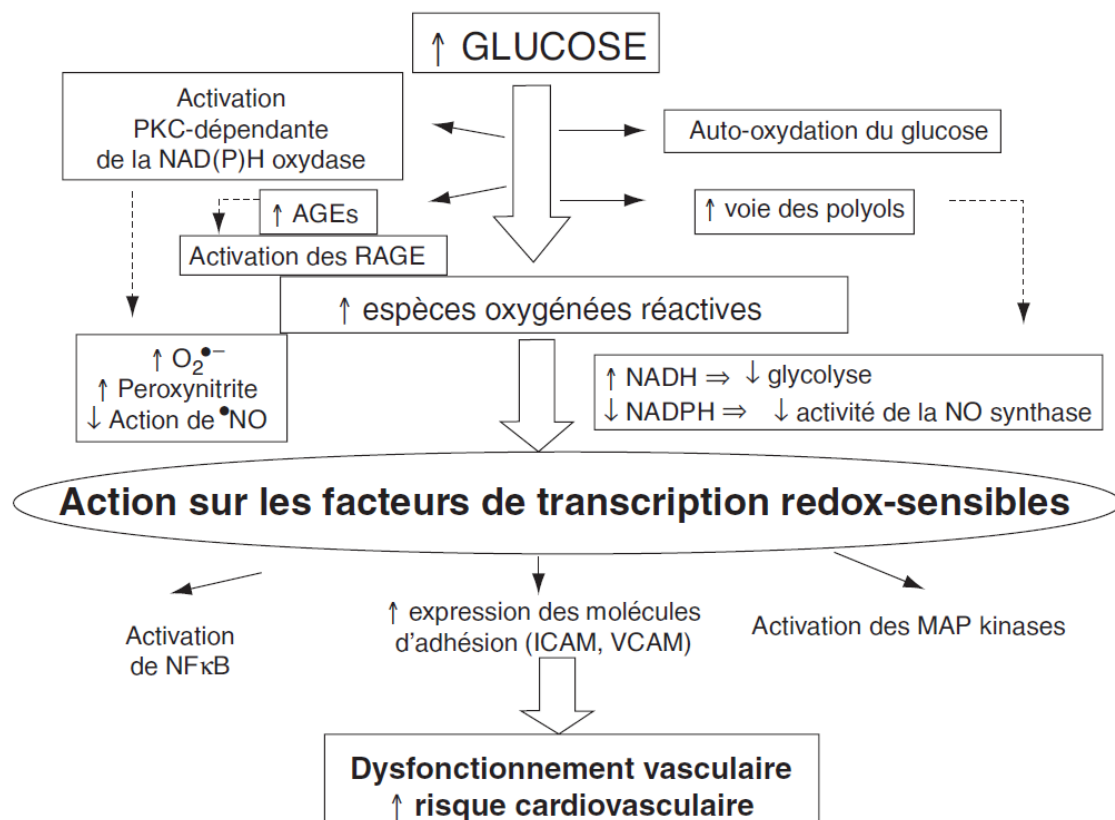 ↑ GLUCOSE
Activation
PKC-dépendante
de la NAD(P)H oxydase
Auto-oxydation du glucose
↑ AGEs
Activation des RAGE
↑ voie des polyols
↑ espèces oxygénées réactives
↑ O₂•−
↑ Peroxynitrite
↓ Action de •NO
↑ NADH ⇒ ↓ glycolyse
↓ NADPH ⇒ ↓ activité de la NO synthase
Action sur les facteurs de transcription redox-sensibles
Activation
de NFκB
↑ expression des molécules
d'adhésion (ICAM, VCAM)
Activation des MAP kinases
Dysfonctionnement vasculaire
↑ risque cardiovasculaire